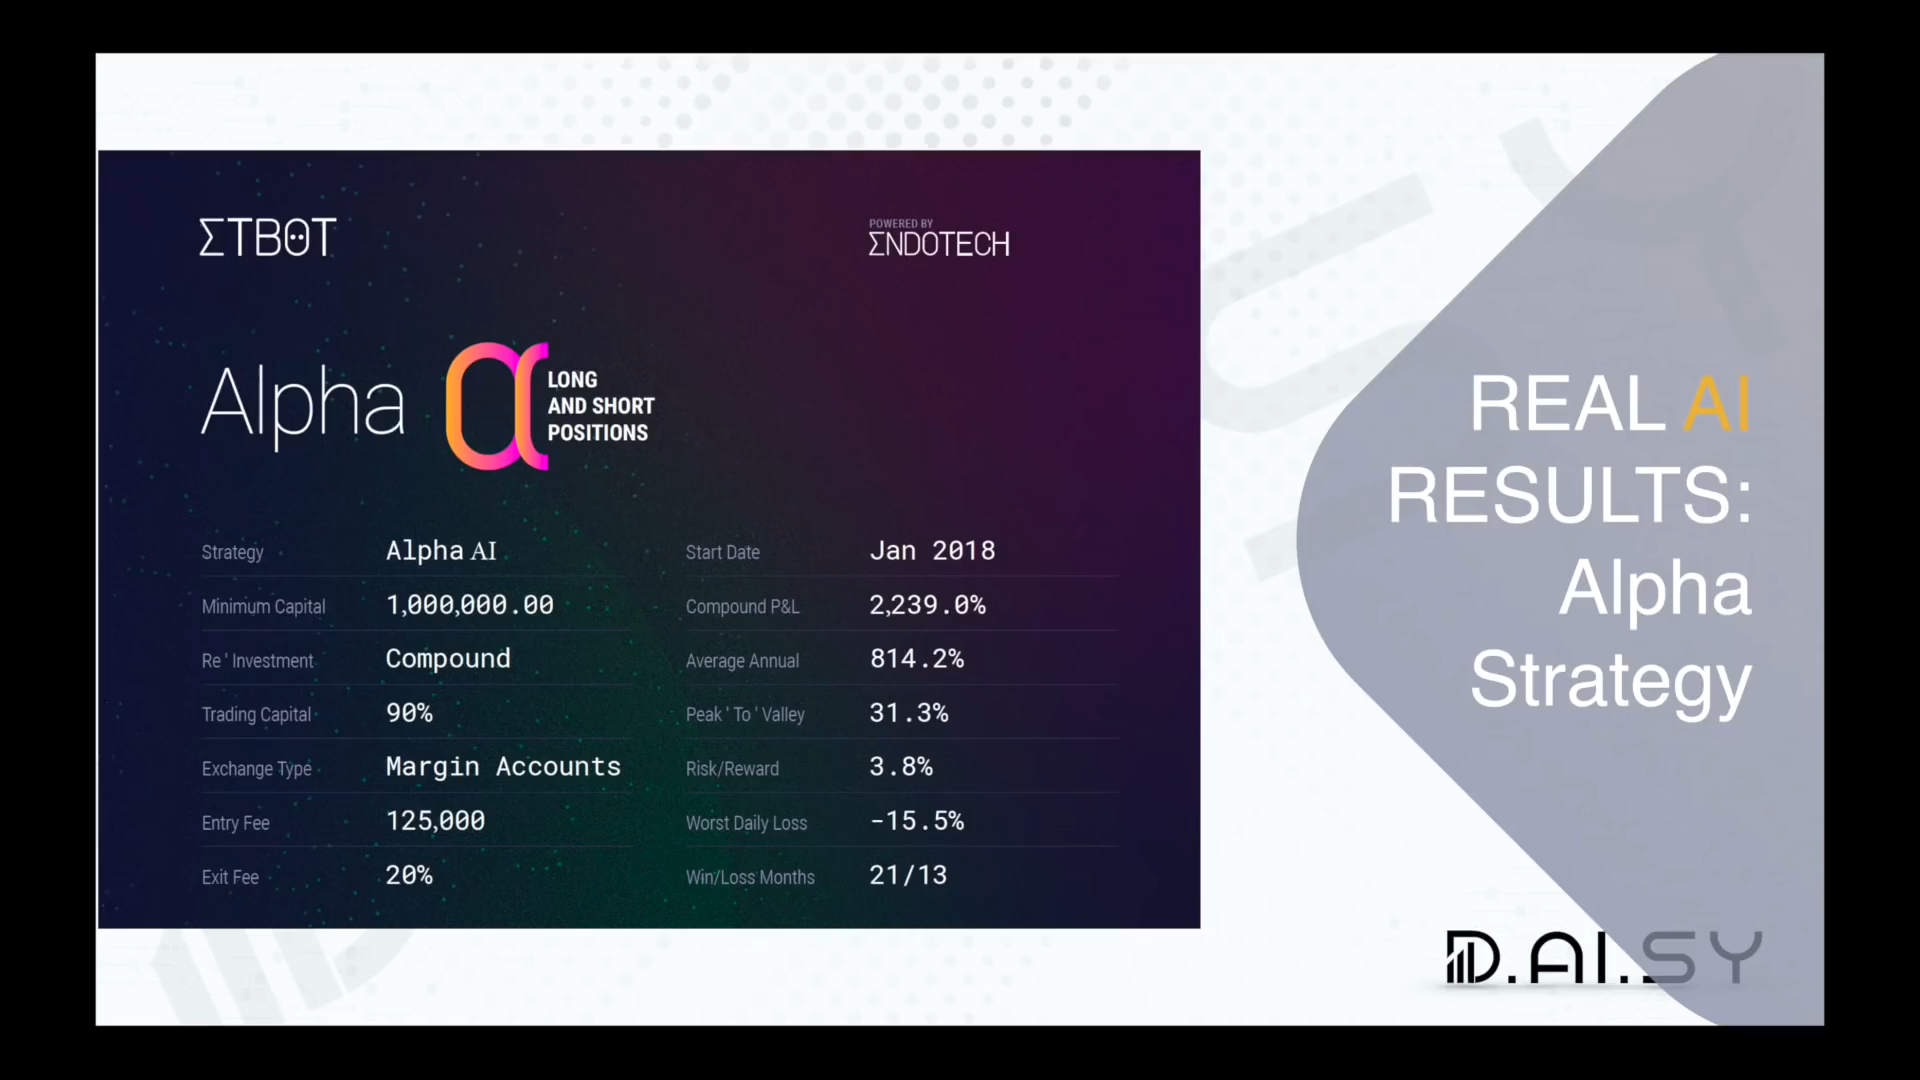 ΣTBOT
POWERED BY
ΣNDOTECH
Alpha α LONG
AND SHORT
POSITIONS
Strategy Alpha AI Start Date Jan 2018
Minimum Capital 1,000,000.00 Compound P&L 2,239.0%
Re ' Investment Compound Average Annual 814.2%
Trading Capital 90% Peak ' To ' Valley 31.3%
Exchange Type Margin Accounts Risk/Reward 3.8%
Entry Fee 125,000 Worst Daily Loss -15.5%
Exit Fee 20% Win/Loss Months 21/13
REAL AI
RESULTS:
Alpha
Strategy
D.AI.SY